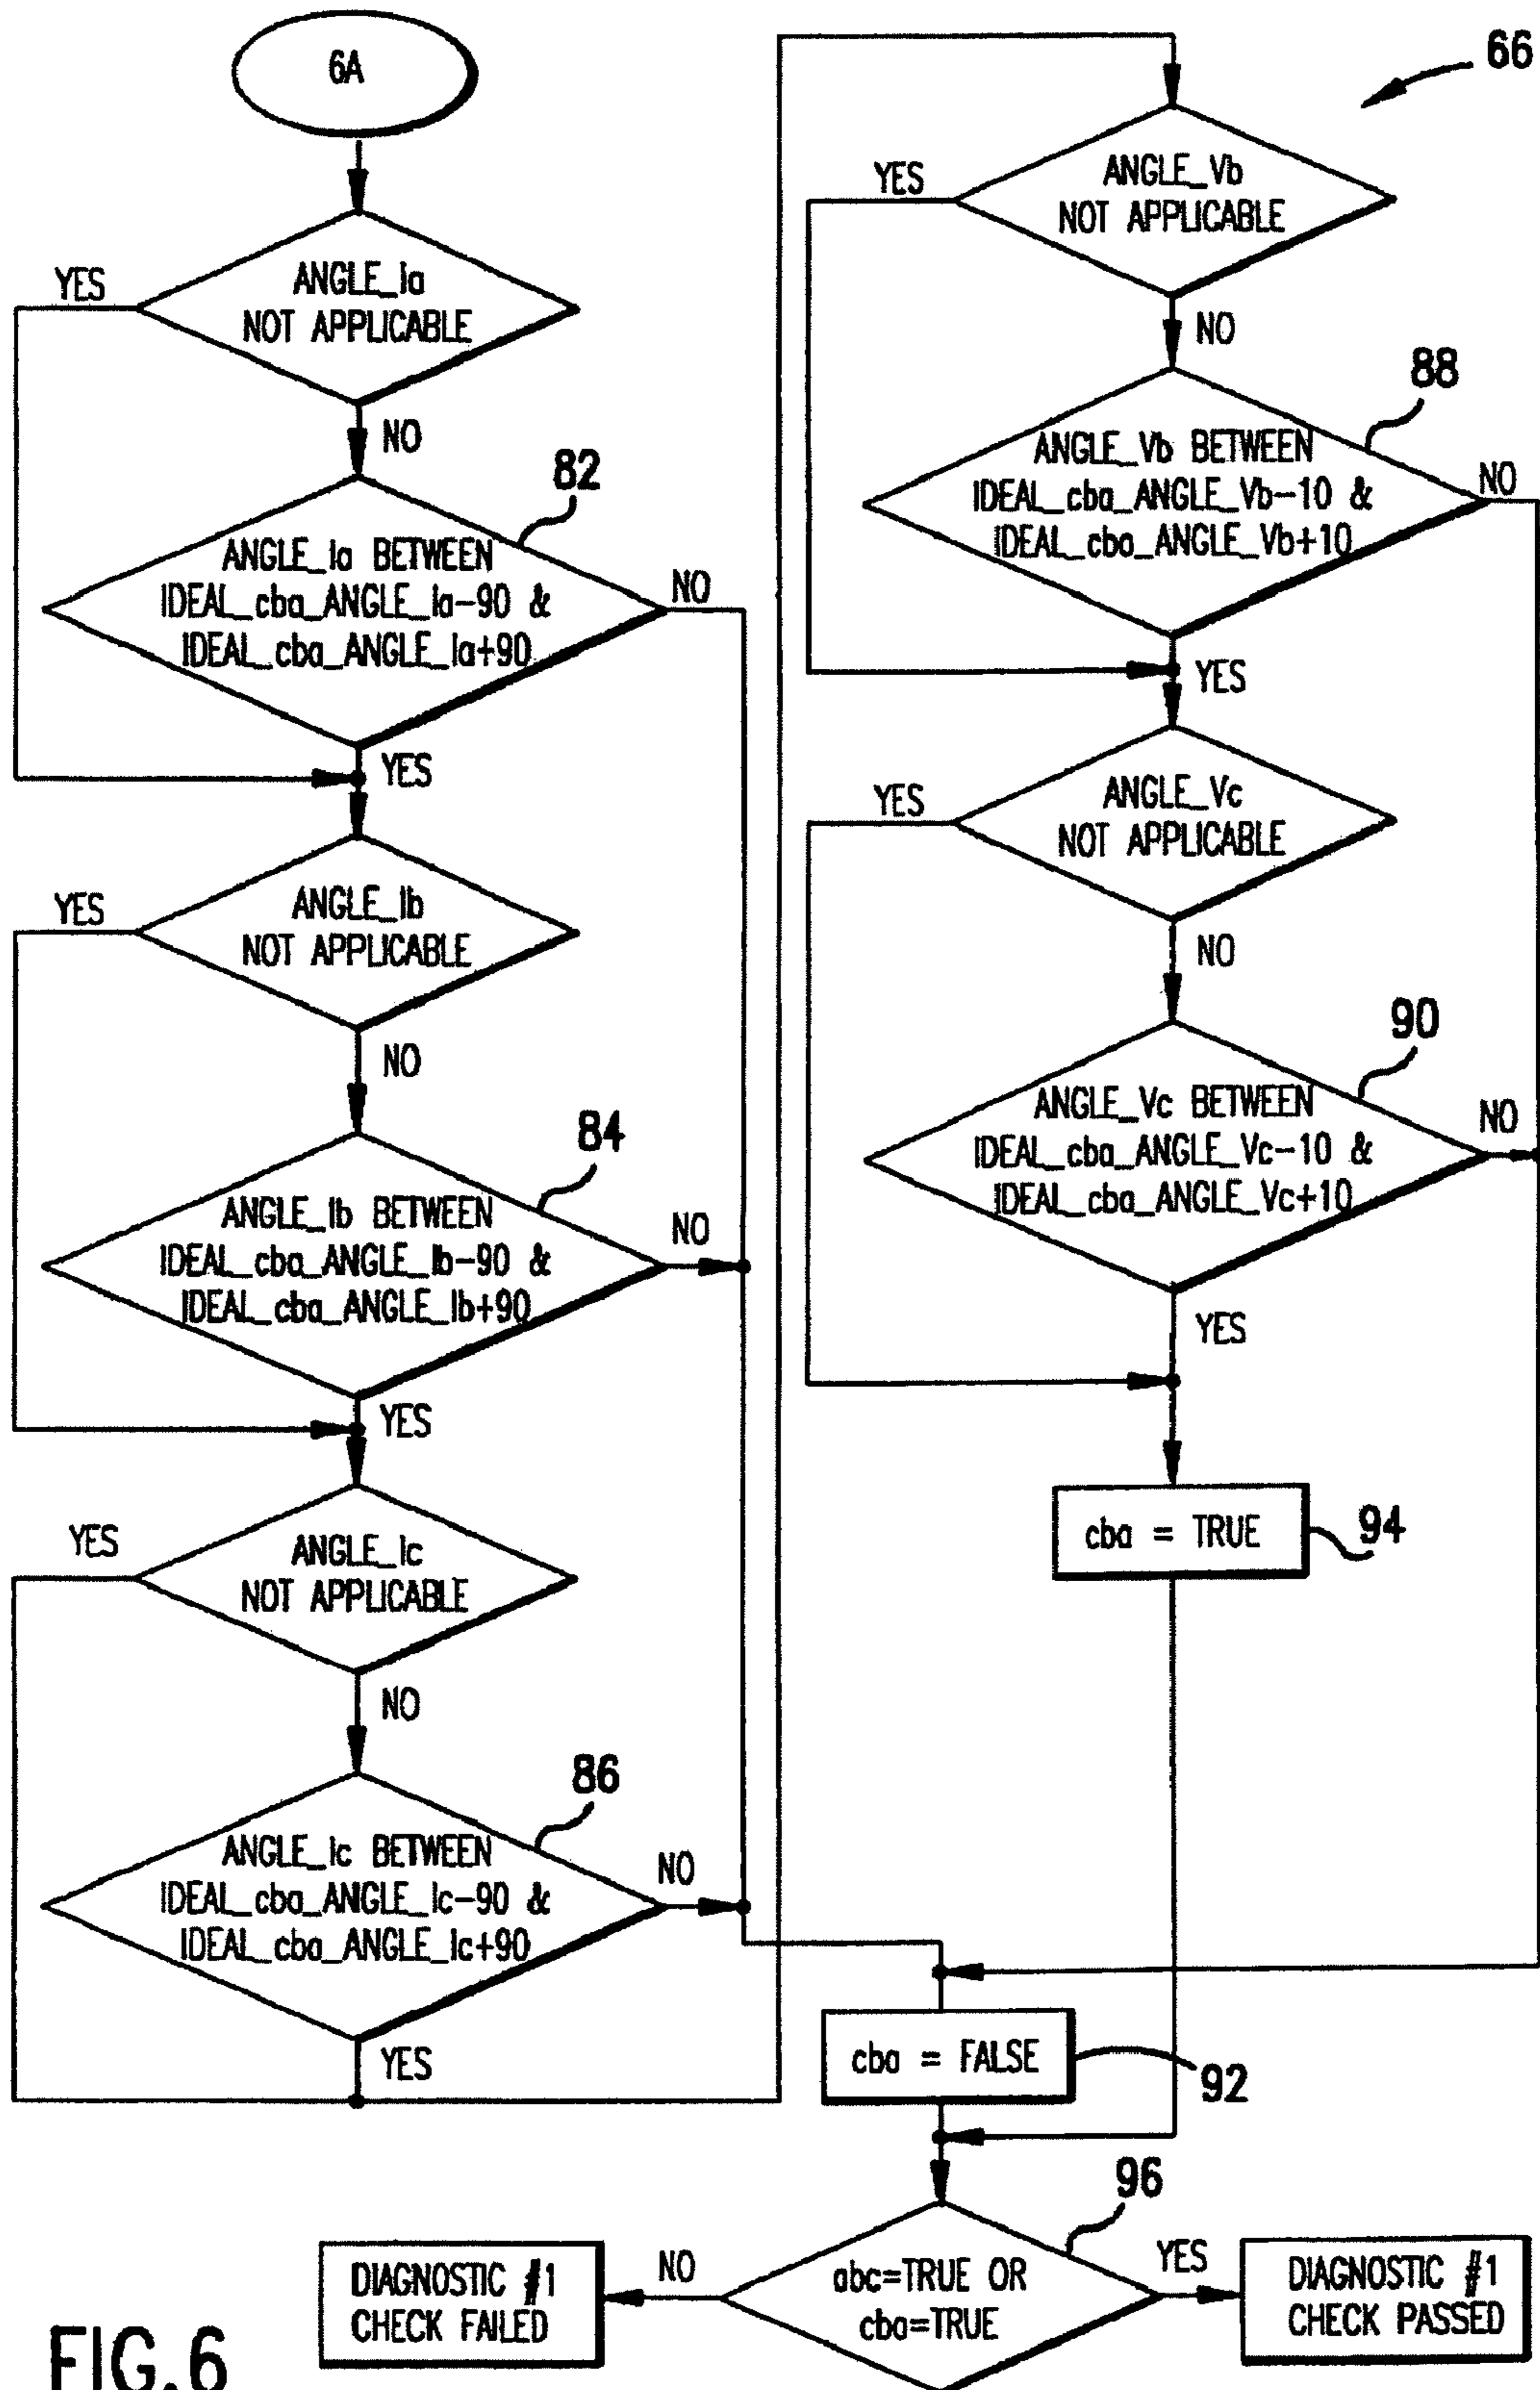 6A
ANGLE_Ia
NOT APPLICABLE
YES
NO
82
ANGLE_Ia BETWEEN
IDEAL_cba_ANGLE_Ia-90 &
IDEAL_cba_ANGLE_Ia+90
NO
YES
ANGLE_Ib
NOT APPLICABLE
YES
NO
84
ANGLE_Ib BETWEEN
IDEAL_cba_ANGLE_Ib-90 &
IDEAL_cba_ANGLE_Ib+90
NO
YES
ANGLE_Ic
NOT APPLICABLE
YES
NO
86
ANGLE_Ic BETWEEN
IDEAL_cba_ANGLE_Ic-90 &
IDEAL_cba_ANGLE_Ic+90
NO
YES
66
ANGLE_Vb
NOT APPLICABLE
YES
NO
88
ANGLE_Vb BETWEEN
IDEAL_cba_ANGLE_Vb-10 &
IDEAL_cba_ANGLE_Vb+10
NO
YES
ANGLE_Vc
NOT APPLICABLE
YES
NO
90
ANGLE_Vc BETWEEN
IDEAL_cba_ANGLE_Vc-10 &
IDEAL_cba_ANGLE_Vc+10
NO
YES
cba = TRUE
94
cba = FALSE
92
96
abc=TRUE OR
cba=TRUE
NO
YES
DIAGNOSTIC #1
CHECK FAILED
DIAGNOSTIC #1
CHECK PASSED
FIG.6